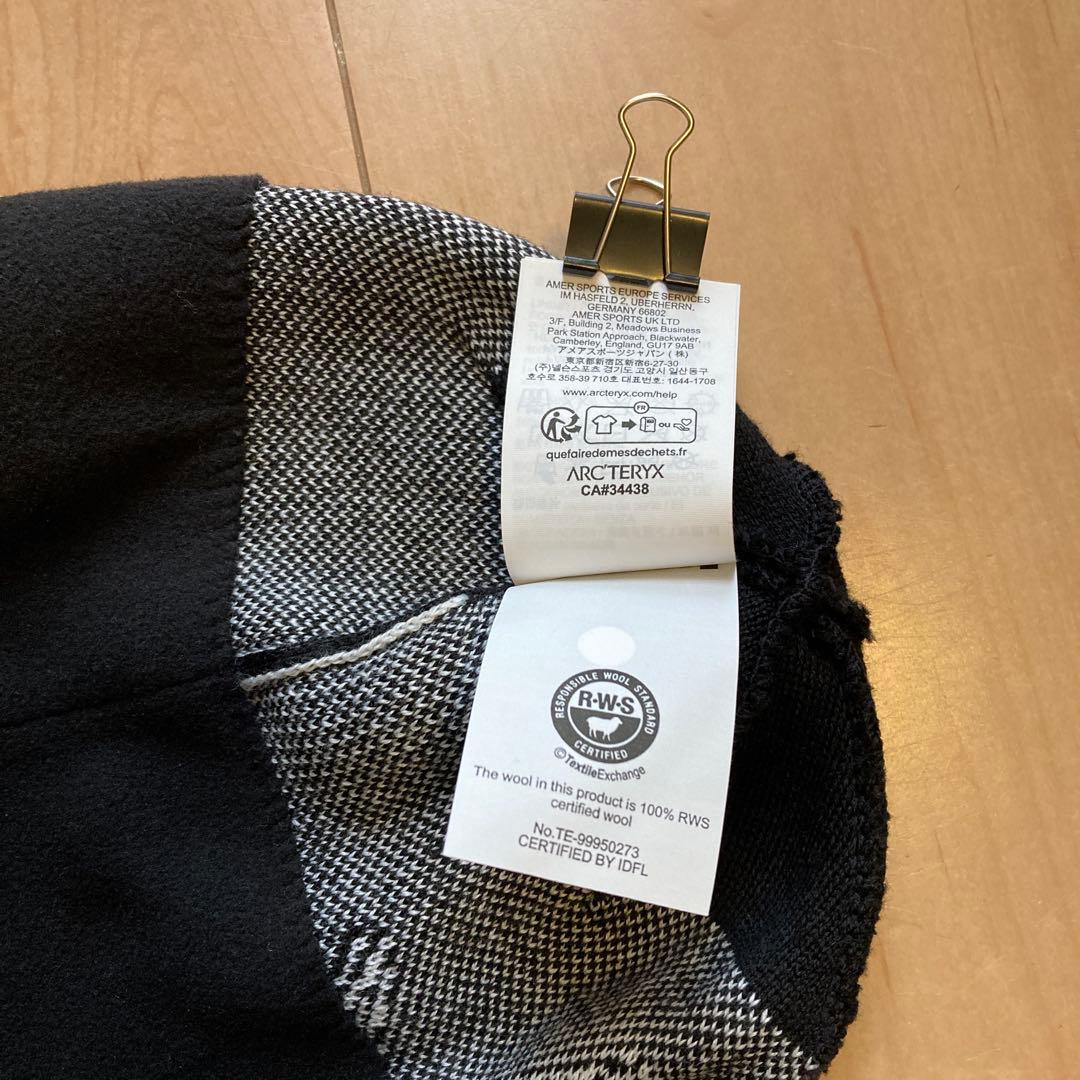 AMER SPORTS EUROPE SERVICES
IM HASFELD 2, UBERHERRN,
GERMANY 66802
AMER SPORTS UK LTD
3/F, Building 2, Meadows Business
Park Station Approach, Blackwater,
Camberley, England, GU17 9AB
アメアスポーツジャパン (株)
東京都新宿区新宿6-27-30
(주)넬슨스포츠 경기도 고양시 일산동구
호수로 358-39 710호 대표번호: 1644-1708
www.arcteryx.com/help
FR
ou
quefairedemesdechets.fr
ARC'TERYX
CA#34438
RESPONSIBLE WOOL STANDARD
R·W·S
CERTIFIED
©TextileExchange
The wool in this product is 100% RWS
certified wool
No.TE-99950273
CERTIFIED BY IDFL